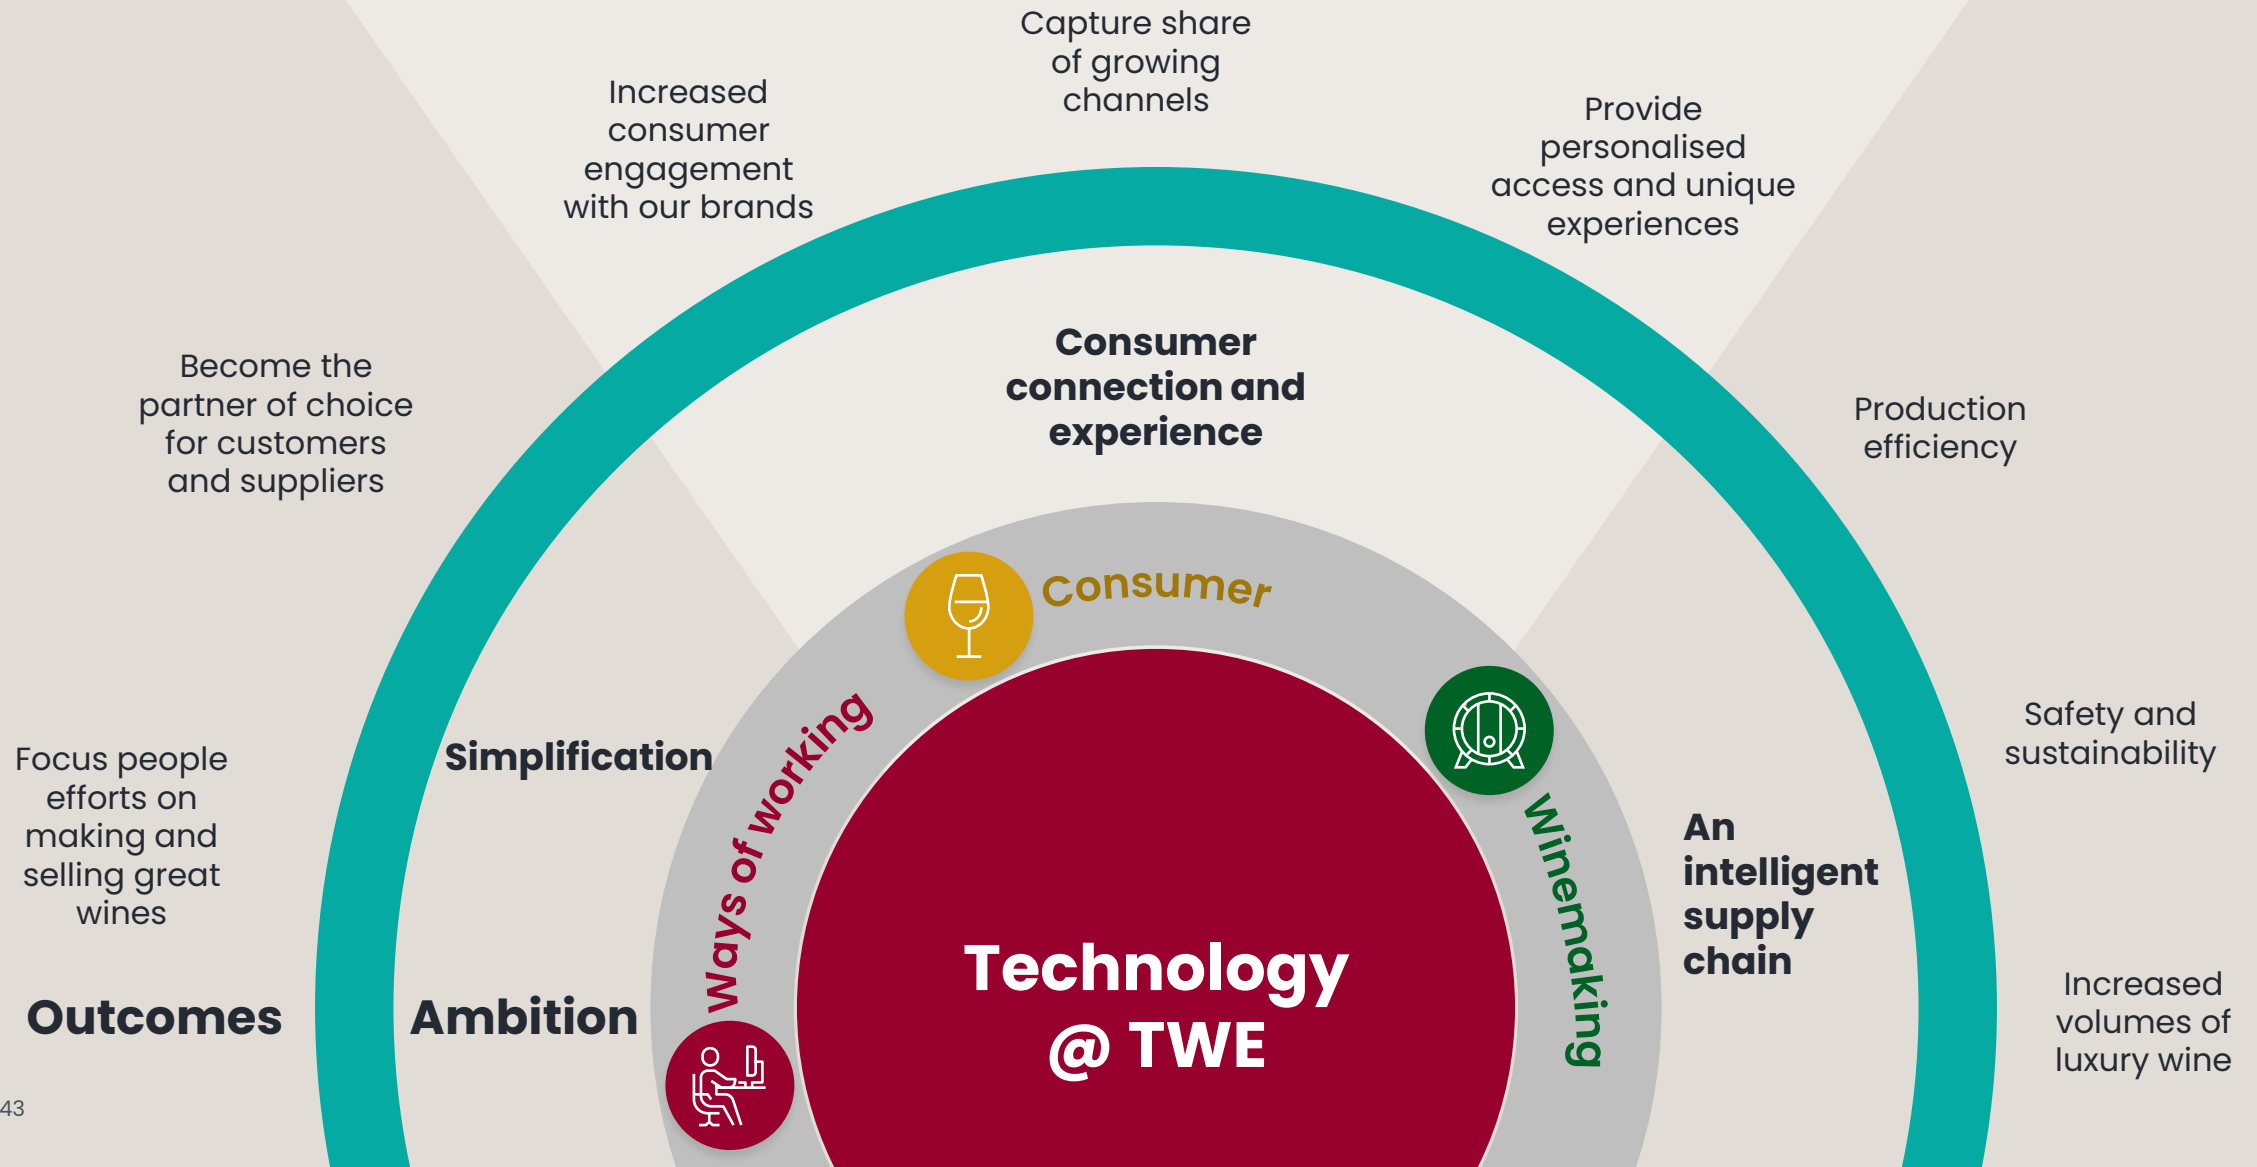 Capture share
of growing
channels
Increased
consumer
engagement
with our brands
Provide
personalised
access and unique
experiences
Become the
partner of choice
for customers
and suppliers
Consumer
connection and
experience
Production
efficiency
Consumer
Ways of working
Winemaking
Simplification
Focus people
efforts on
making and
selling great
wines
Safety and
sustainability
An
intelligent
supply
chain
Technology
@ TWE
Outcomes
Ambition
Increased
volumes of
luxury wine
43